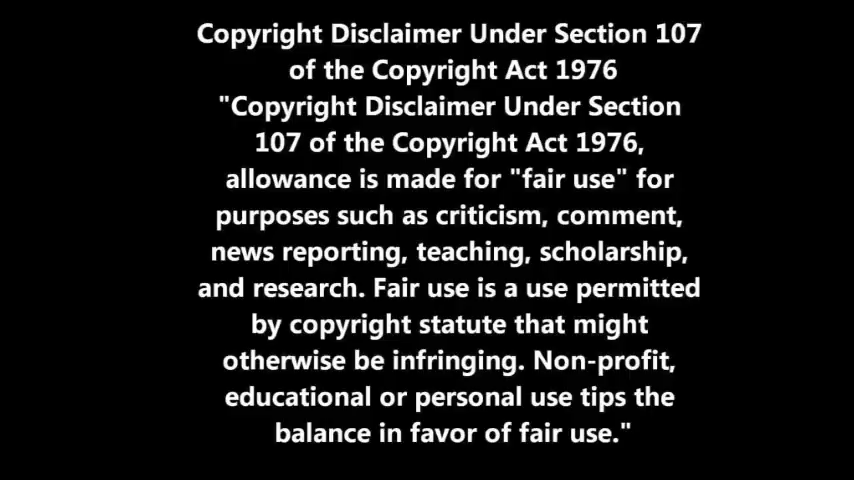 Copyright Disclaimer Under Section 107
of the Copyright Act 1976
"Copyright Disclaimer Under Section
107 of the Copyright Act 1976,
allowance is made for "fair use" for
purposes such as criticism, comment,
news reporting, teaching, scholarship,
and research. Fair use is a use permitted
by copyright statute that might
otherwise be infringing. Non-profit,
educational or personal use tips the
balance in favor of fair use."